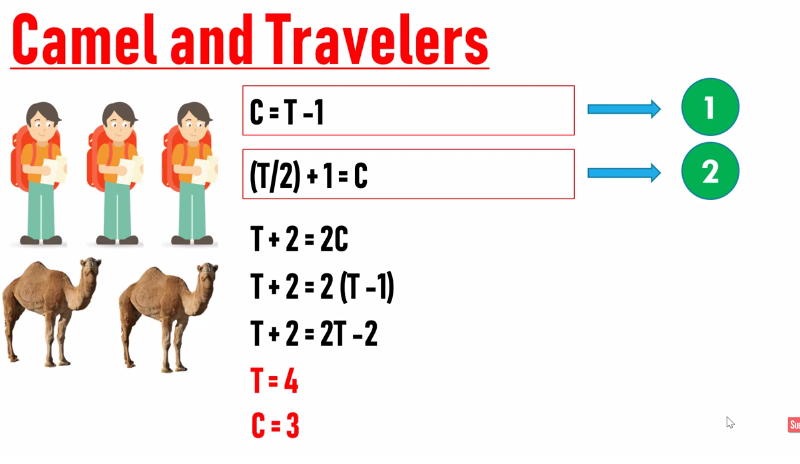 Camel and Travelers
C = T - 1
1
(T/2) + 1 = C
2
T + 2 = 2C
T + 2 = 2 (T - 1)
T + 2 = 2T - 2
T = 4
C = 3